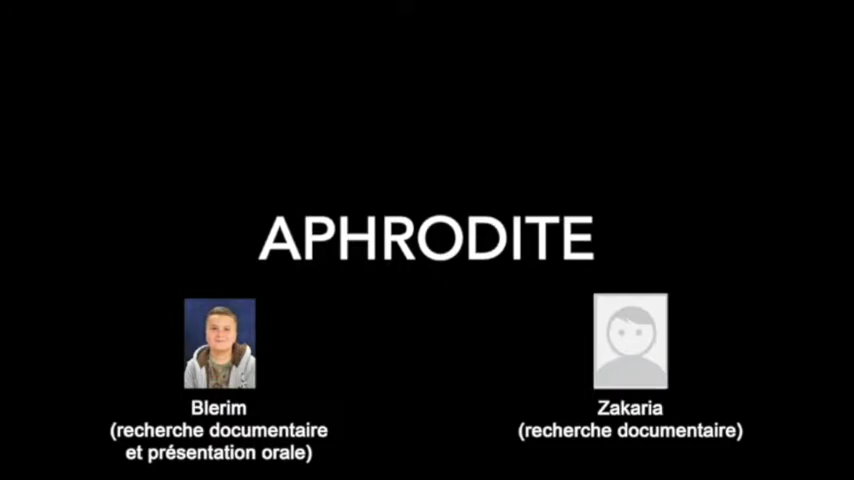 APHRODITE
Blerim
(recherche documentaire
et présentation orale)
Zakaria
(recherche documentaire)